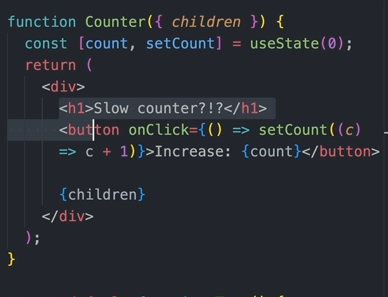 function Counter({ children }) {
  const [count, setCount] = useState(0);
  return (
    <div>
      <h1>Slow counter?!?</h1>
      <button onClick={() => setCount((c)
      => c + 1)}>Increase: {count}</button>

      {children}
    </div>
  );
}